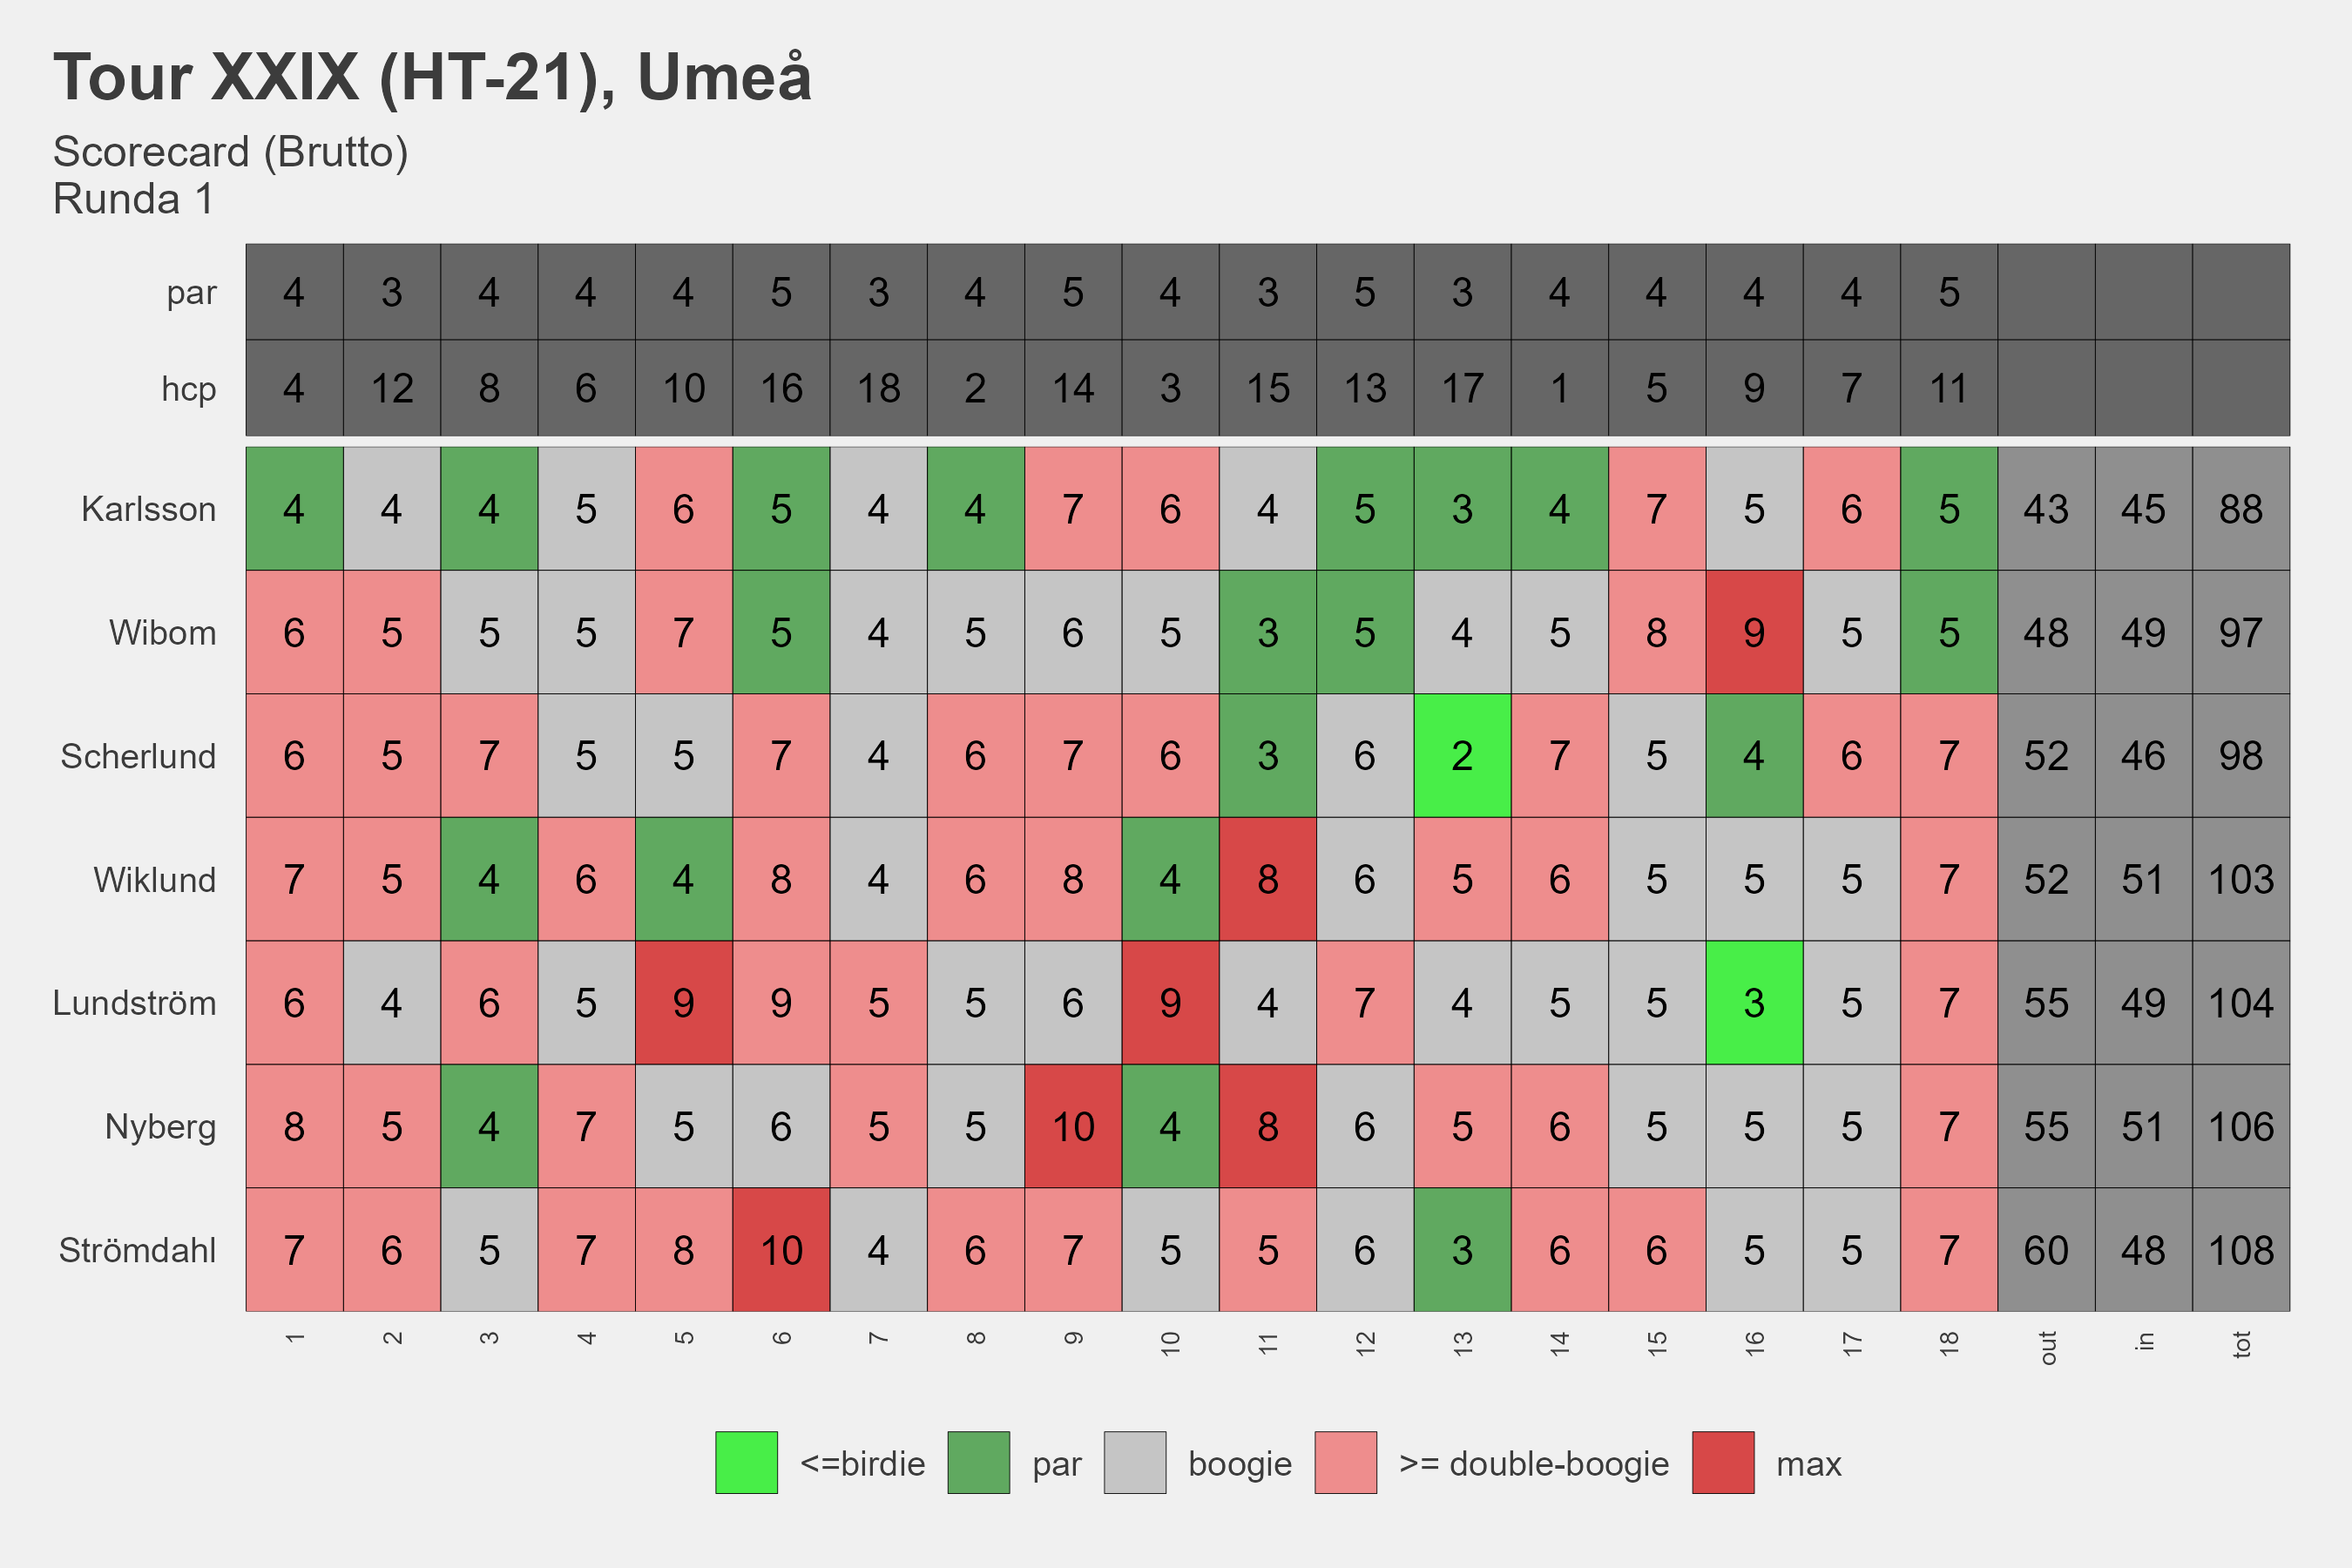 Tour XXIX (HT-21), Umeå
Scorecard (Brutto)
Runda 1
par 4 3 4 4 4 5 3 4 5 4 3 5 3 4 4 4 4 5
hcp 4 12 8 6 10 16 18 2 14 3 15 13 17 1 5 9 7 11
Karlsson 4 4 4 5 6 5 4 4 7 6 4 5 3 4 7 5 6 5 43 45 88
Wibom 6 5 5 5 7 5 4 5 6 5 3 5 4 5 8 9 5 5 48 49 97
Scherlund 6 5 7 5 5 7 4 6 7 6 3 6 2 7 5 4 6 7 52 46 98
Wiklund 7 5 4 6 4 8 4 6 8 4 8 6 5 6 5 5 5 7 52 51 103
Lundström 6 4 6 5 9 9 5 5 6 9 4 7 4 5 5 3 5 7 55 49 104
Nyberg 8 5 4 7 5 6 5 5 10 4 8 6 5 6 5 5 5 7 55 51 106
Strömdahl 7 6 5 7 8 10 4 6 7 5 5 6 3 6 6 5 5 7 60 48 108
1 2 3 4 5 6 7 8 9 10 11 12 13 14 15 16 17 18 out in tot
<=birdie par boogie >= double-boogie max